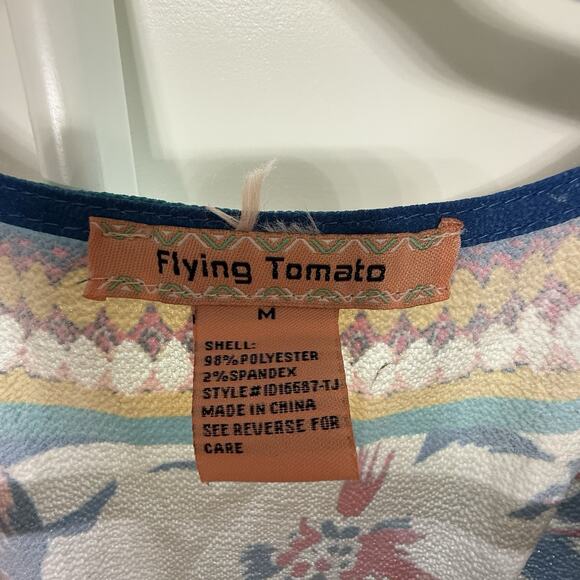 Flying Tomato
M
SHELL:
98%POLYESTER
2%SPANDEX
STYLE#ID16687-TJ
MADE IN CHINA
SEE REVERSE FOR
CARE